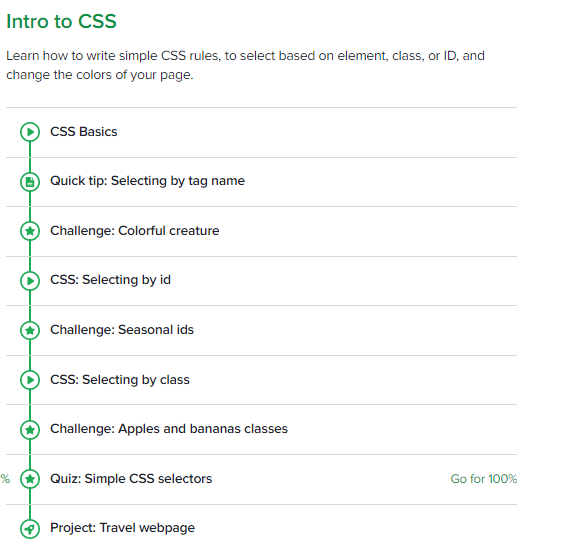 Intro to CSS
Learn how to write simple CSS rules, to select based on element, class, or ID, and
change the colors of your page.
CSS Basics
Quick tip: Selecting by tag name
Challenge: Colorful creature
CSS: Selecting by id
Challenge: Seasonal ids
CSS: Selecting by class
Challenge: Apples and bananas classes
% Quiz: Simple CSS selectors Go for 100%
Project: Travel webpage